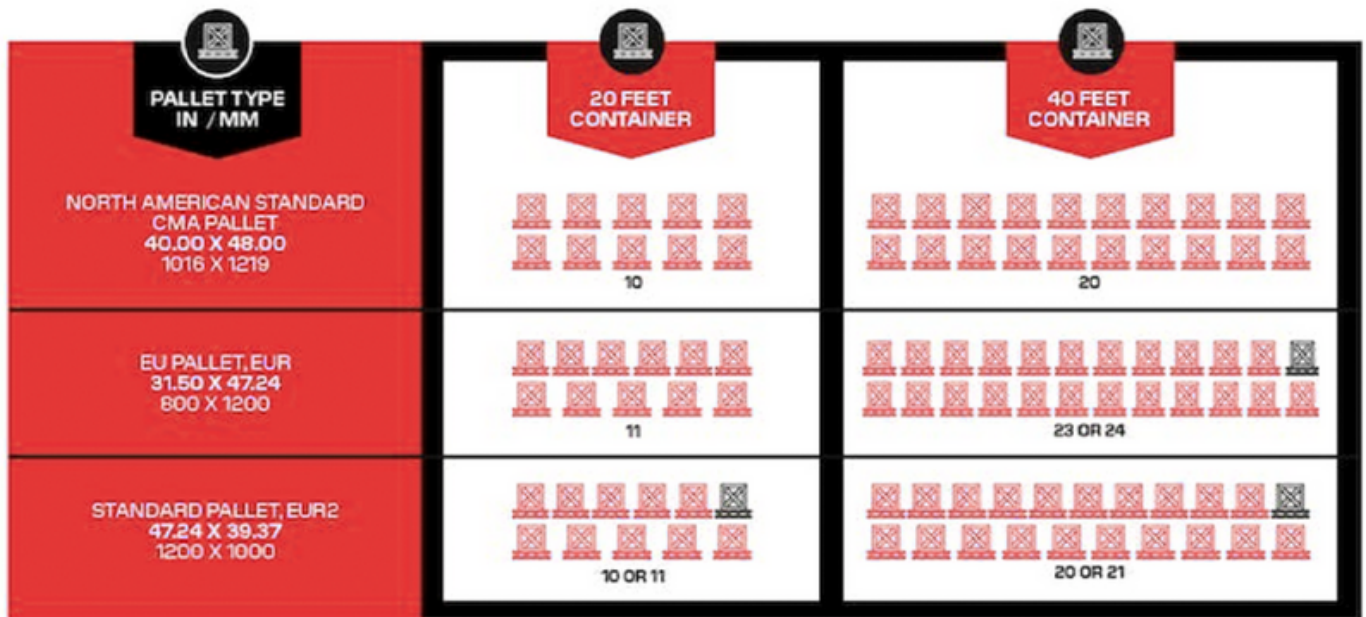 PALLET TYPE
IN / MM
20 FEET
CONTAINER
40 FEET
CONTAINER
NORTH AMERICAN STANDARD
CMA PALLET
40.00 X 48.00
1016 X 1219
10
20
EU PALLET, EUR
31.50 X 47.24
800 X 1200
11
23 OR 24
STANDARD PALLET, EUR2
47.24 X 39.37
1200 X 1000
10 OR 11
20 OR 21